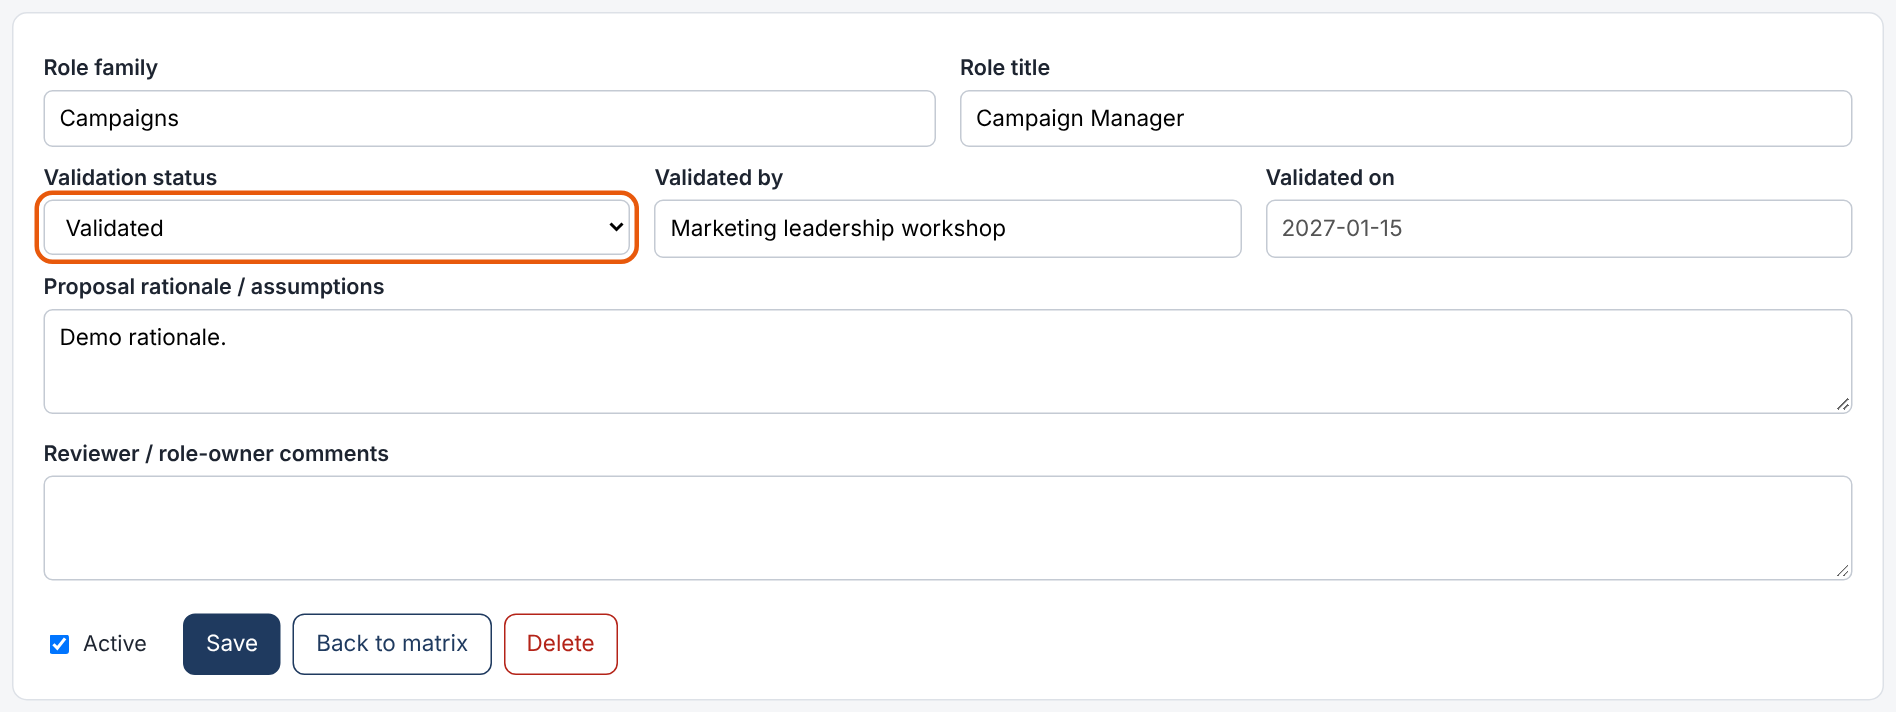 Role family
Role title
Campaigns
Campaign Manager
Validation status
Validated by
Validated on
Validated
Marketing leadership workshop
2027-01-15
Proposal rationale / assumptions
Demo rationale.
Reviewer / role-owner comments
Active
Save
Back to matrix
Delete